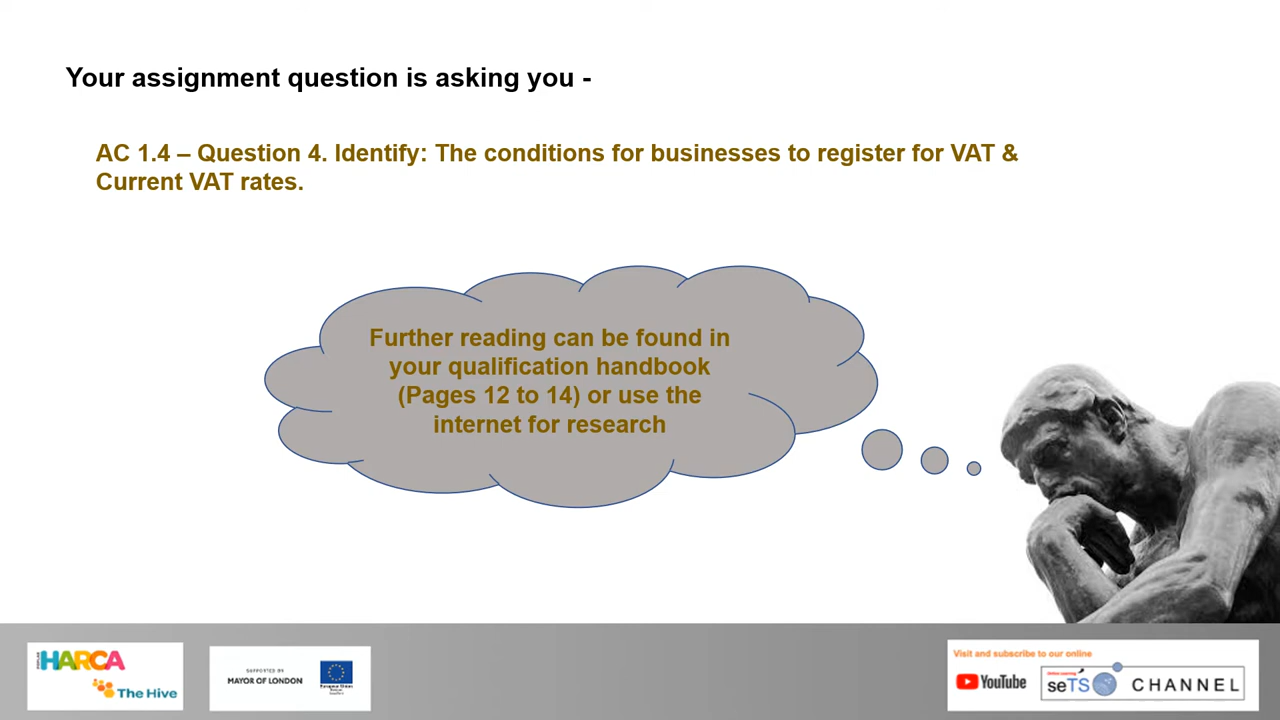 Your assignment question is asking you -
AC 1.4 – Question 4. Identify: The conditions for businesses to register for VAT &
Current VAT rates.
Further reading can be found in
your qualification handbook
(Pages 12 to 14) or use the
internet for research
POPLAR
HARCA
The Hive
SUPPORTED BY
MAYOR OF LONDON
European Union
Visit and subscribe to our online
YouTube
seTS CHANNEL